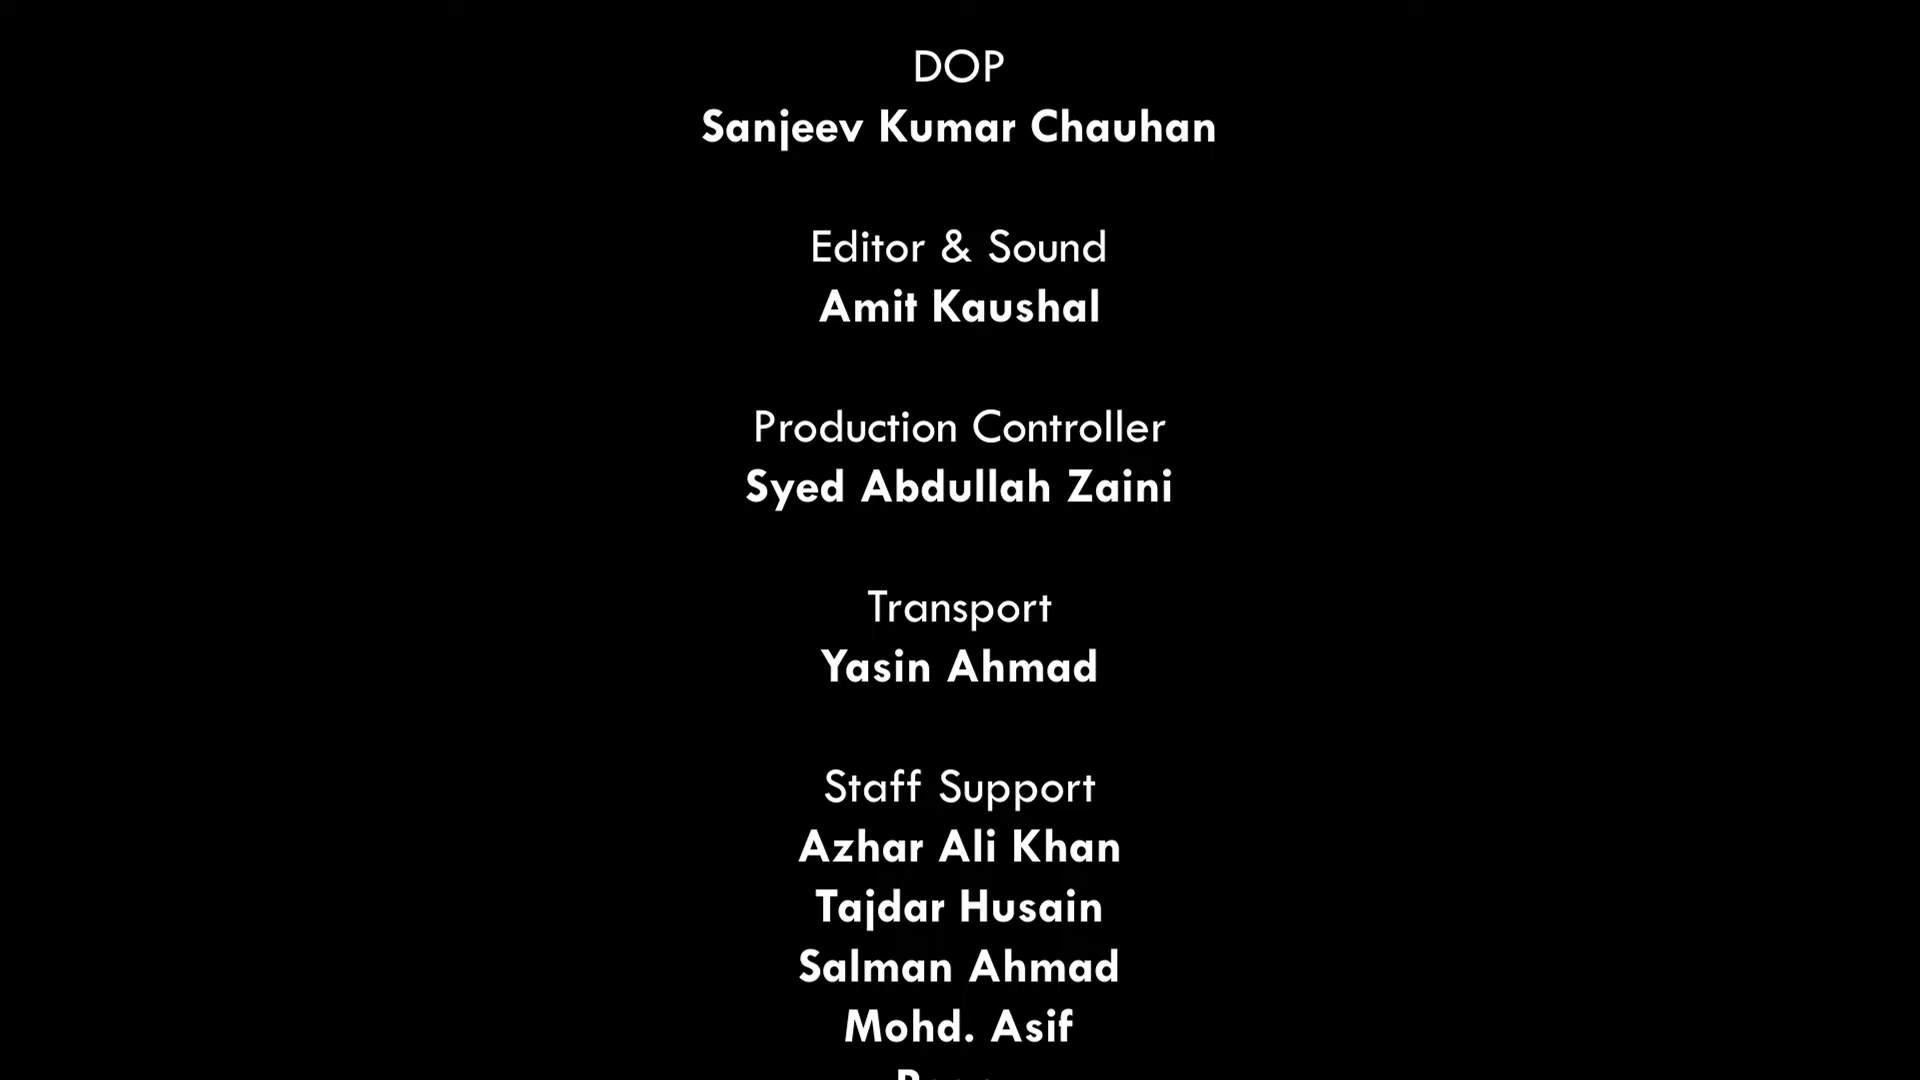 DOP
Sanjeev Kumar Chauhan
Editor & Sound
Amit Kaushal
Production Controller
Syed Abdullah Zaini
Transport
Yasin Ahmad
Staff Support
Azhar Ali Khan
Tajdar Husain
Salman Ahmad
Mohd. Asif